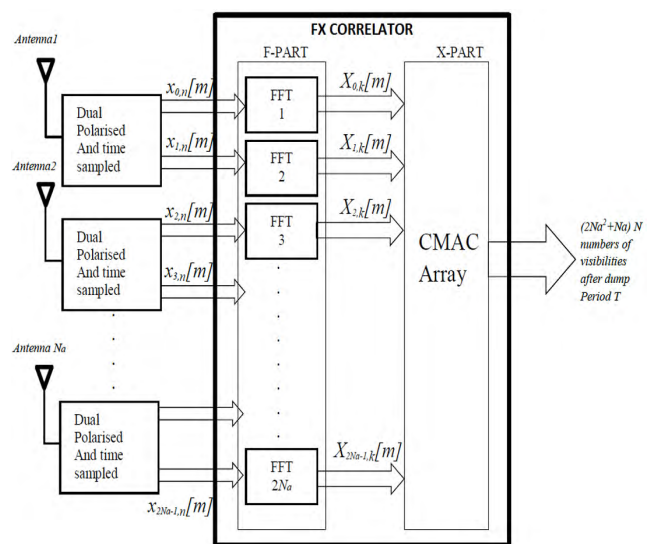 FX CORRELATOR
Antenna1
F-PART
X-PART
x0,n[m]
X0,k[m]
FFT
1
Dual
Polarised
And time
sampled
x1,n[m]
X1,k[m]
FFT
2
Antenna2
x2,n[m]
X2,k[m]
FFT
3
Dual
Polarised
And time
sampled
x3,n[m]
CMAC
Array
(2Na²+Na) N
numbers of
visibilities
after dump
Period T
Antenna Na
Dual
Polarised
And time
sampled
X2Na-1,k[m]
FFT
2Na
x2Na-1,n[m]